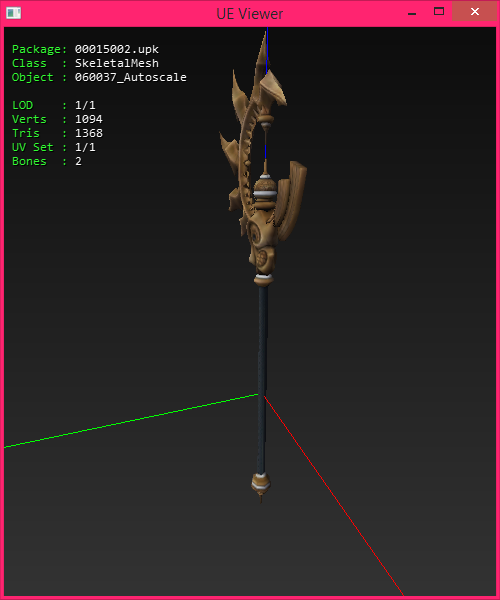 UE Viewer
Package: 00015002.upk
Class  : SkeletalMesh
Object : 060037_Autoscale
LOD    : 1/1
Verts  : 1094
Tris   : 1368
UV Set : 1/1
Bones  : 2